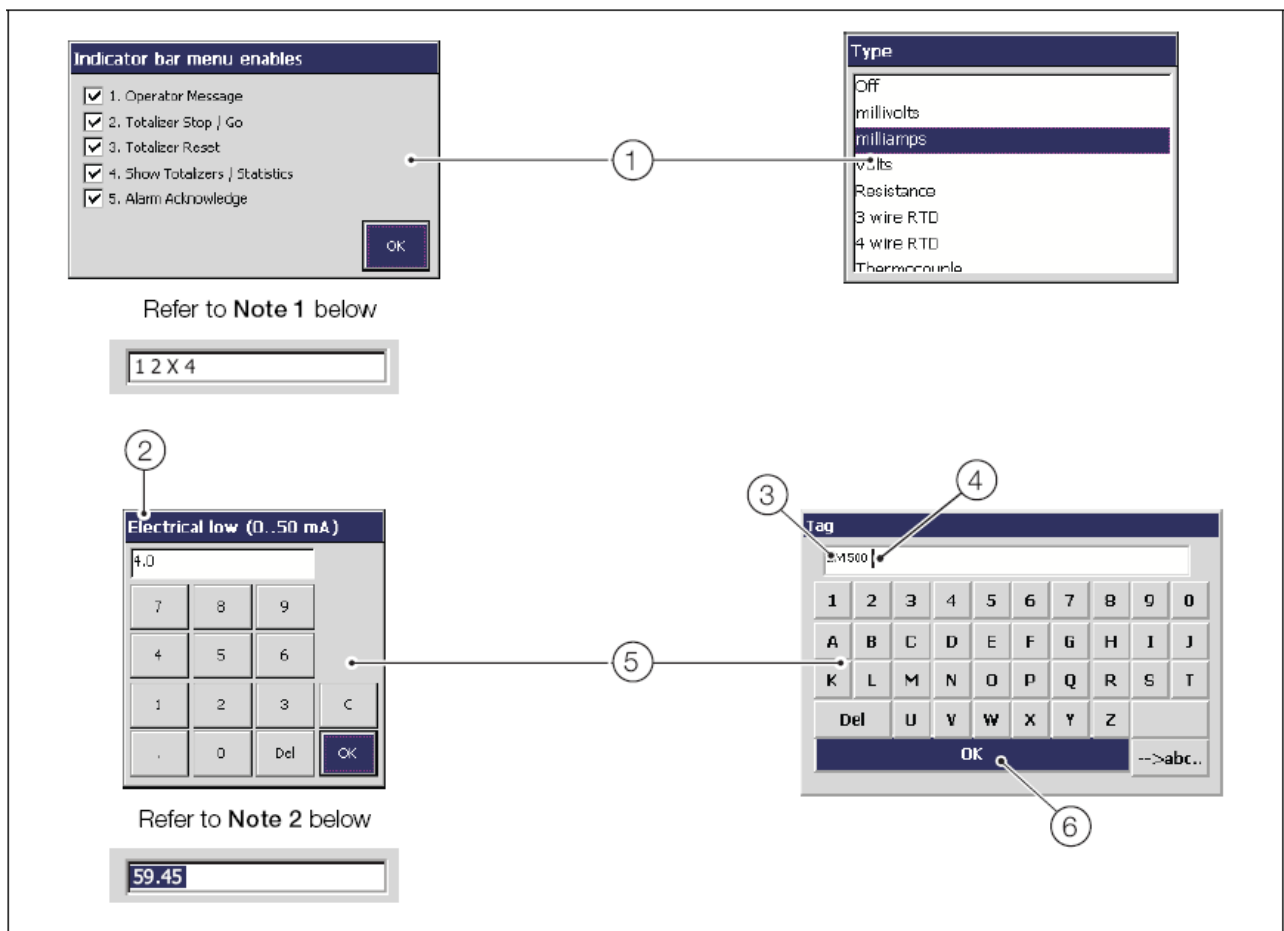 Indicator bar menu enables
1. Operator Message
2. Totalizer Stop / Go
3. Totalizer Reset
4. Show Totalizers / Statistics
5. Alarm Acknowledge
OK
Refer to Note 1 below
1 2 X 4
1
Type
Off
millivolts
milliamps
Volts
Resistance
3 wire RTD
4 wire RTD
Thermocouple
2
Electrical low (0..50 mA)
4.0
7 8 9
4 5 6
1 2 3 C
. 0 Del OK
Refer to Note 2 below
59.45
5
3
4
Tag
SM500
1 2 3 4 5 6 7 8 9 0
A B C D E F G H I J
K L M N O P Q R S T
Del U V W X Y Z
OK -->abc..
6